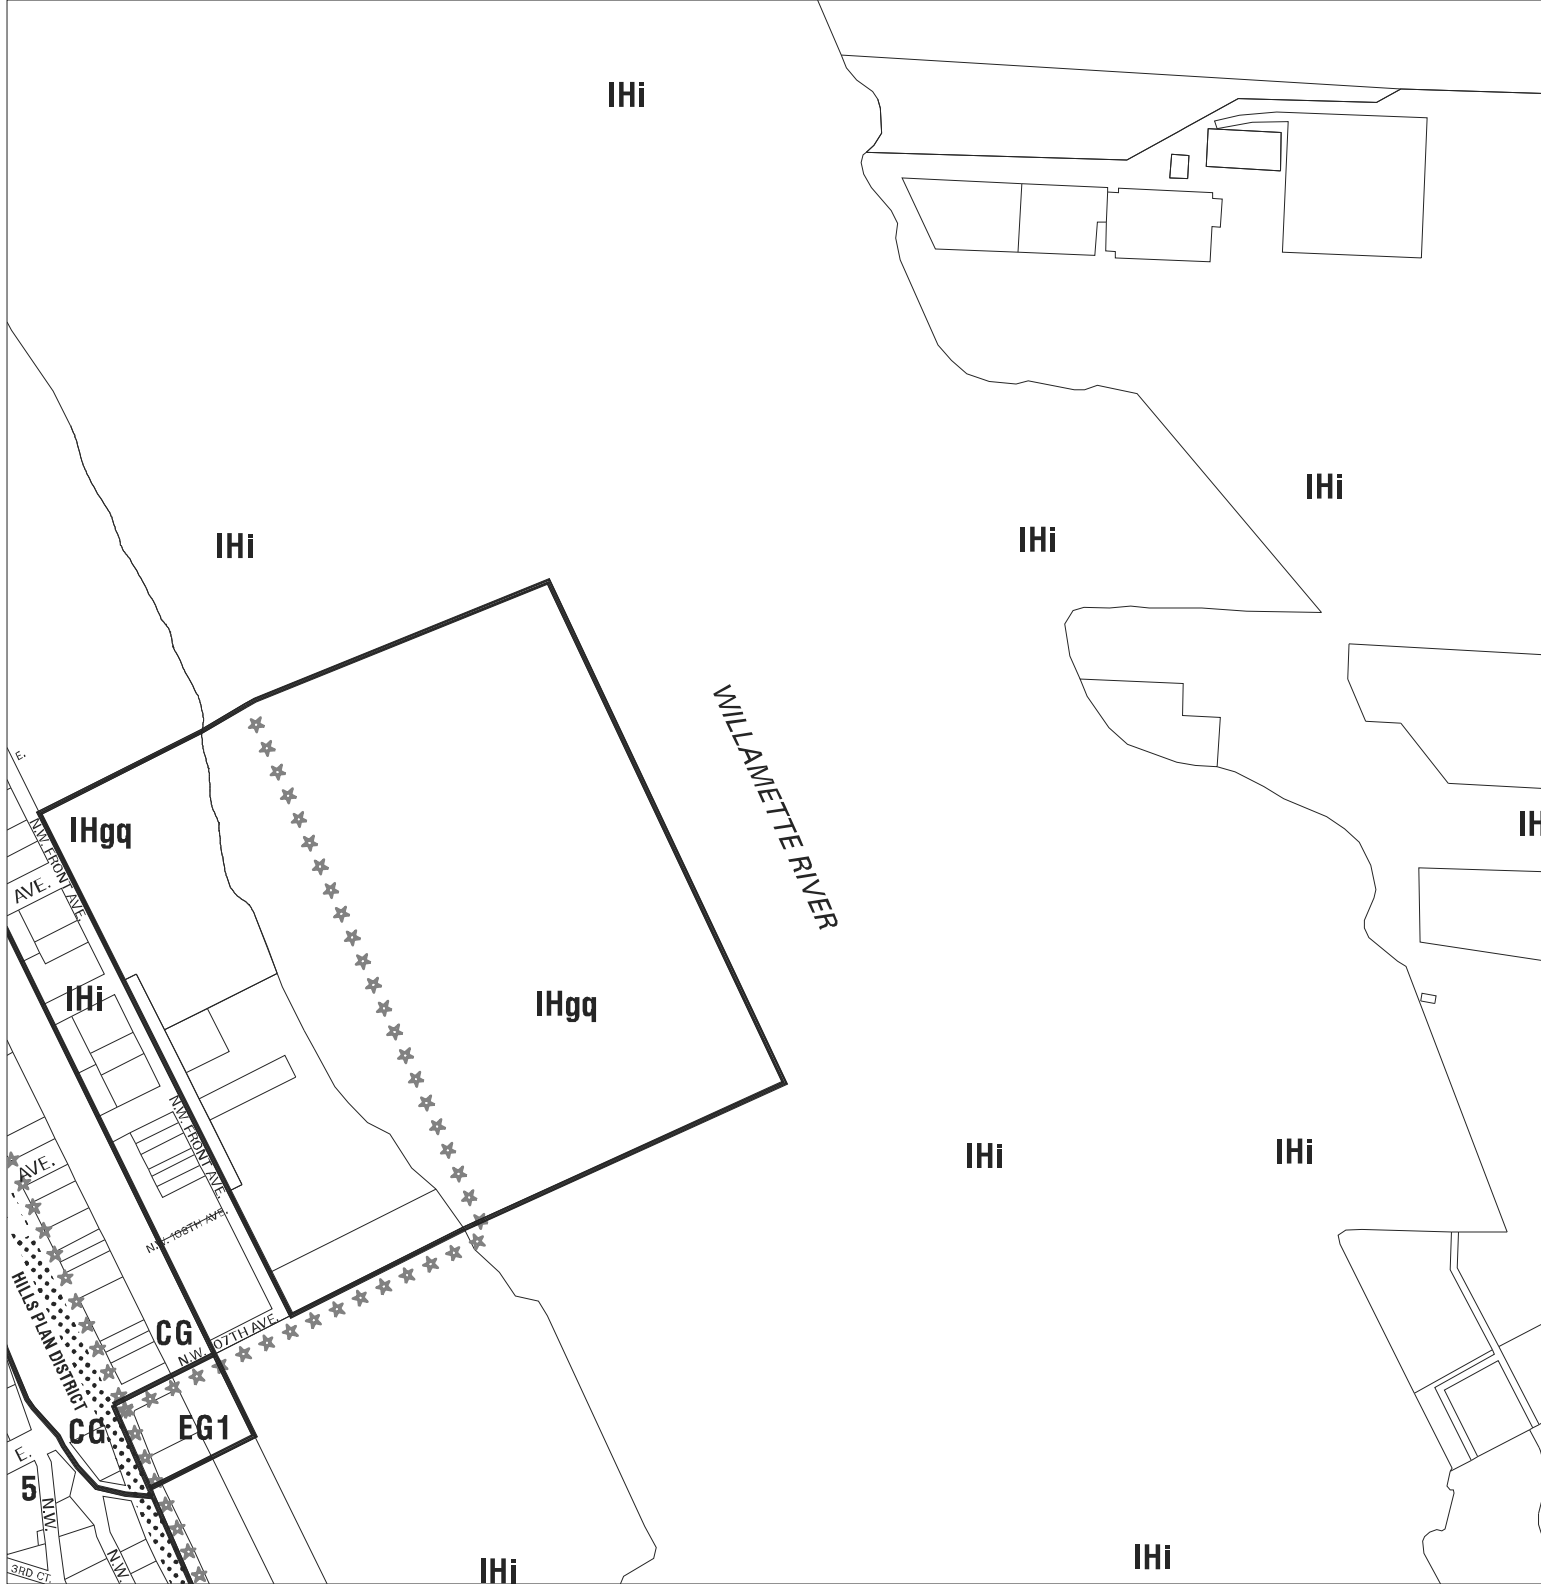 IHi
IHi
IHi
IHi
WILLAMETTE RIVER
E.
IHgq
N.W. FRONT AVE.
IH
AVE.
IHi
IHgq
N.W. FRONT AVE.
AVE.
IHi
IHi
N.W. 108TH AVE.
HILLS PLAN DISTRICT
CG
N.W. 107TH AVE.
CG
EG1
E.
5
N.W.
N.W.
3RD CT.
IHi
IHi